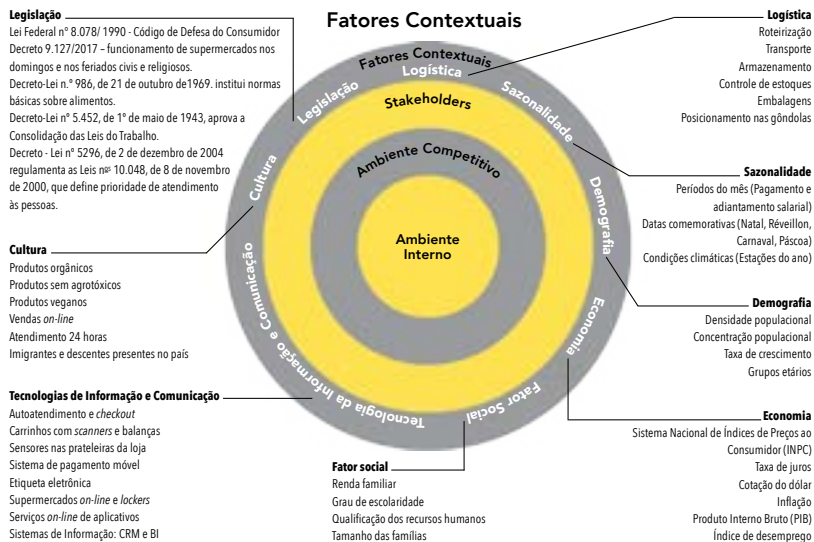 Fatores Contextuais
Legislação
Lei Federal nº 8.078/ 1990 - Código de Defesa do Consumidor
Decreto 9.127/2017 – funcionamento de supermercados nos
domingos e nos feriados civis e religiosos.
Decreto-Lei n.º 986, de 21 de outubro de1969. institui normas
básicas sobre alimentos.
Decreto-Lei nº 5.452, de 1º de maio de 1943, aprova a
Consolidação das Leis do Trabalho.
Decreto - Lei nº 5296, de 2 de dezembro de 2004
regulamenta as Leis nºs 10.048, de 8 de novembro
de 2000, que define prioridade de atendimento
às pessoas.
Cultura
Produtos orgânicos
Produtos sem agrotóxicos
Produtos veganos
Vendas on-line
Atendimento 24 horas
Imigrantes e descentes presentes no país
Tecnologias de Informação e Comunicação
Autoatendimento e checkout
Carrinhos com scanners e balanças
Sensores nas prateleiras da loja
Sistema de pagamento móvel
Etiqueta eletrônica
Supermercados on-line e lockers
Serviços on-line de aplicativos
Sistemas de Informação: CRM e BI
Fatores Contextuais
Logística
Legislação
Sazonalidade
Cultura
Demografia
Economia
Fator Social
Tecnologia da Informação e Comunicação
Stakeholders
Ambiente Competitivo
Ambiente
Interno
Fator social
Renda familiar
Grau de escolaridade
Qualificação dos recursos humanos
Tamanho das famílias
Logística
Roteirização
Transporte
Armazenamento
Controle de estoques
Embalagens
Posicionamento nas gôndolas
Sazonalidade
Períodos do mês (Pagamento e
adiantamento salarial)
Datas comemorativas (Natal, Réveillon,
Carnaval, Páscoa)
Condições climáticas (Estações do ano)
Demografia
Densidade populacional
Concentração populacional
Taxa de crescimento
Grupos etários
Economia
Sistema Nacional de Índices de Preços ao
Consumidor (INPC)
Taxa de juros
Cotação do dólar
Inflação
Produto Interno Bruto (PIB)
Índice de desemprego